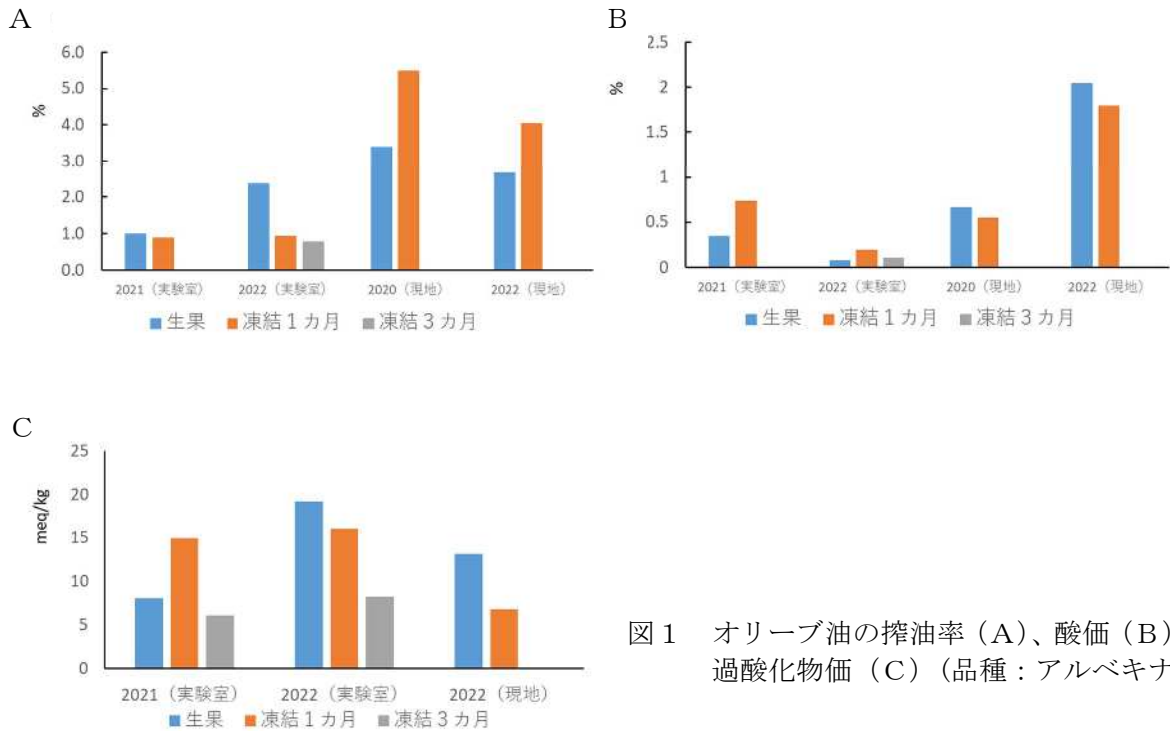 A
B
6.0
5.0
4.0
3.0
2.0
1.0
0.0
%
2021（実験室） 2022（実験室） 2020（現地） 2022（現地）
生果 凍結１カ月 凍結３カ月
2.5
2
1.5
1
0.5
0
%
2021（実験室） 2022（実験室） 2020（現地） 2022（現地）
生果 凍結１カ月 凍結３カ月
C
25
20
15
10
5
0
meq/kg
2021（実験室） 2022（実験室） 2022（現地）
生果 凍結１カ月 凍結３カ月
図１ オリーブ油の搾油率（A）、酸価（B）
過酸化物価（C）（品種：アルベキナ